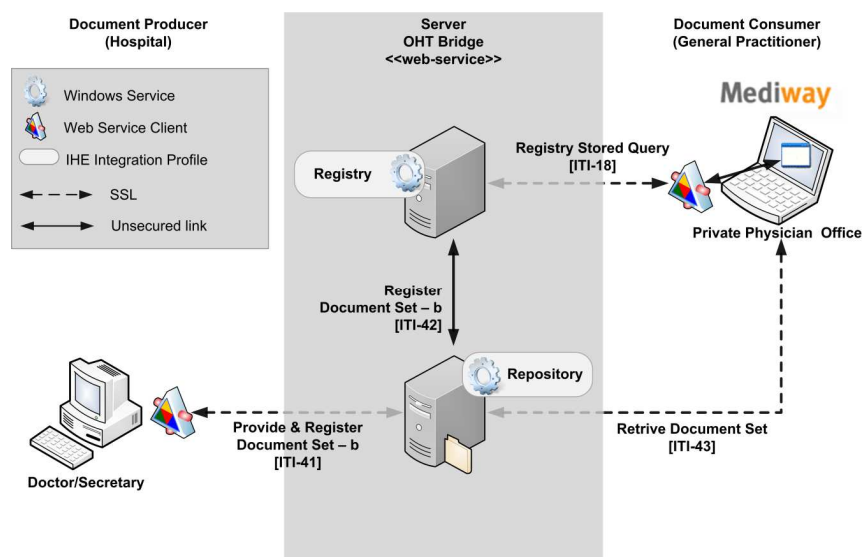 Document Producer
(Hospital)
Server
OHT Bridge
<<web-service>>
Document Consumer
(General Practitioner)
Windows Service
Web Service Client
IHE Integration Profile
SSL
Unsecured link
Mediway
Registry
Registry Stored Query
[ITI-18]
Private Physician Office
Register
Document Set – b
[ITI-42]
Repository
Provide & Register
Document Set – b
[ITI-41]
Retrive Document Set
[ITI-43]
Doctor/Secretary